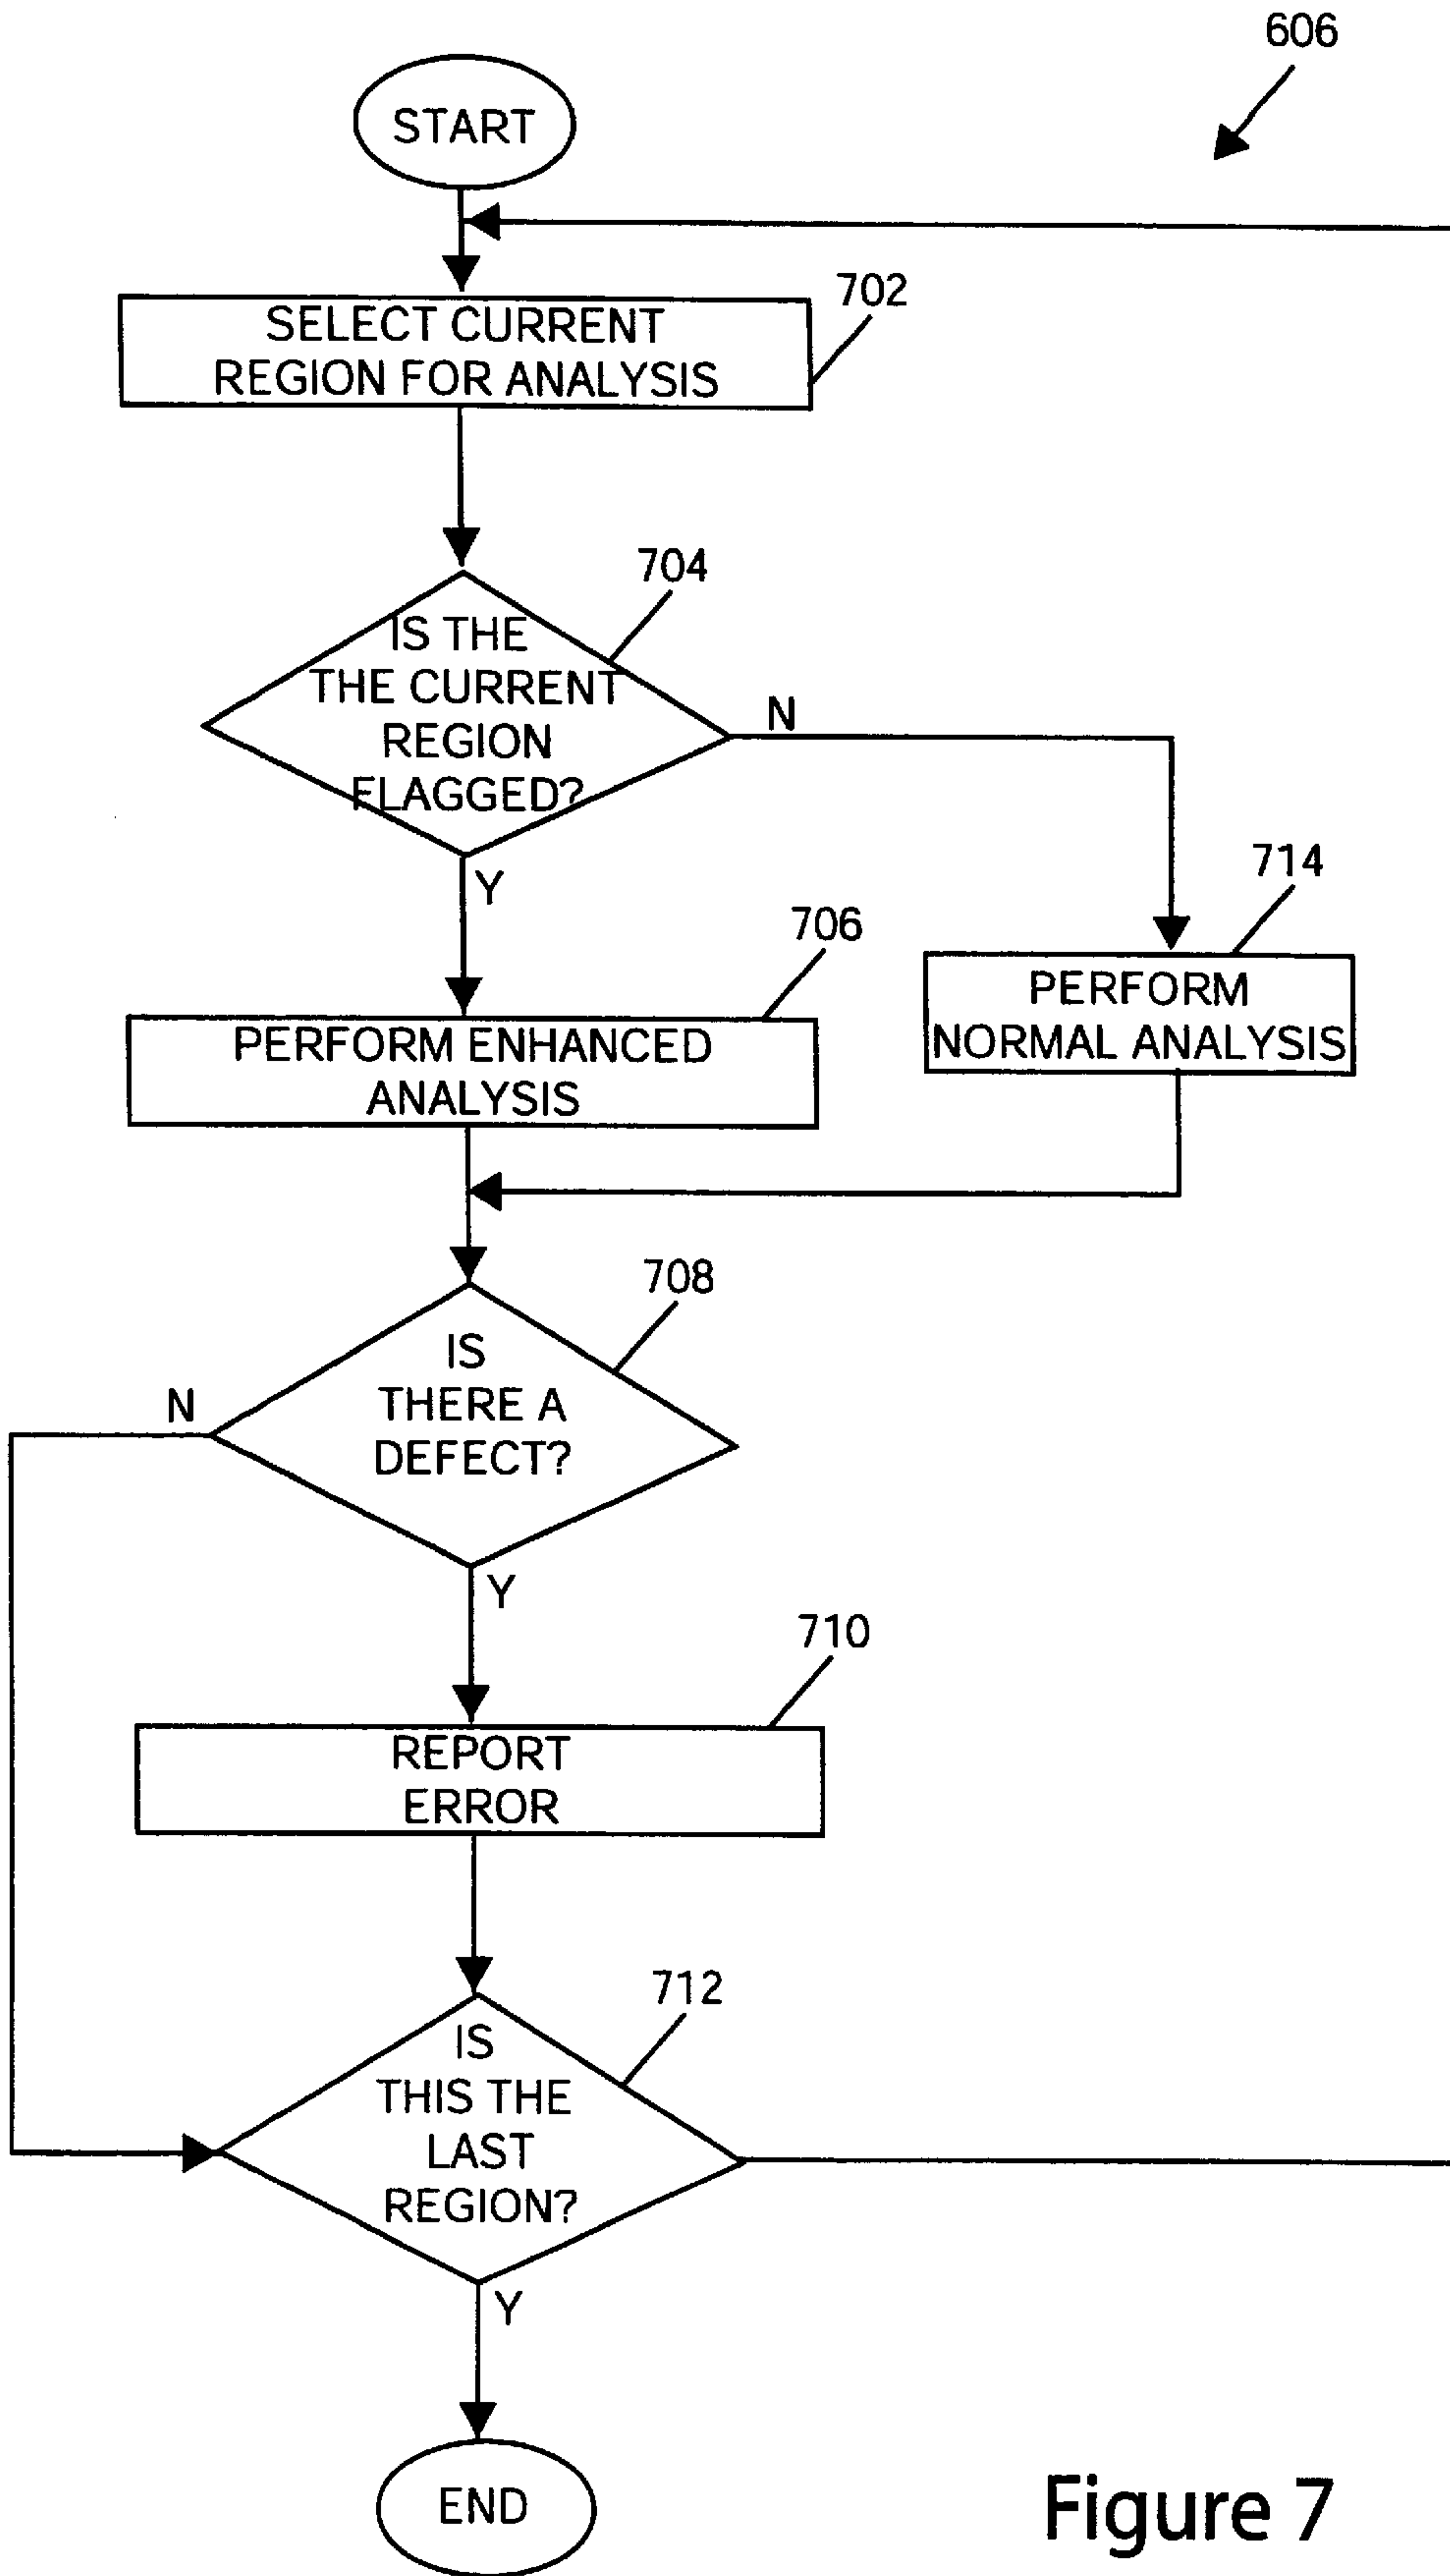 606
START
702
SELECT CURRENT
REGION FOR ANALYSIS
704
IS THE
THE CURRENT
REGION
FLAGGED?
N
Y
714
PERFORM
NORMAL ANALYSIS
706
PERFORM ENHANCED
ANALYSIS
708
IS
THERE A
DEFECT?
N
Y
710
REPORT
ERROR
712
IS
THIS THE
LAST
REGION?
Y
END
Figure 7